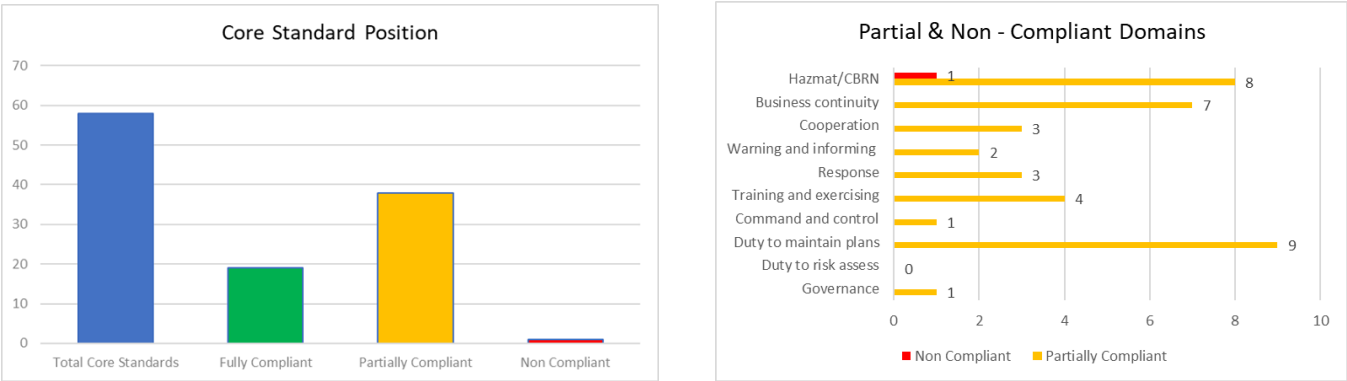 Core Standard Position
70
60
50
40
30
20
10
0
Total Core Standards Fully Compliant Partially Compliant Non Compliant
Partial & Non - Compliant Domains
Hazmat/CBRN 1
8
Business continuity 7
Cooperation 3
Warning and informing 2
Response 3
Training and exercising 4
Command and control 1
Duty to maintain plans 9
Duty to risk assess 0
Governance 1
0 2 4 6 8 10
Non Compliant Partially Compliant